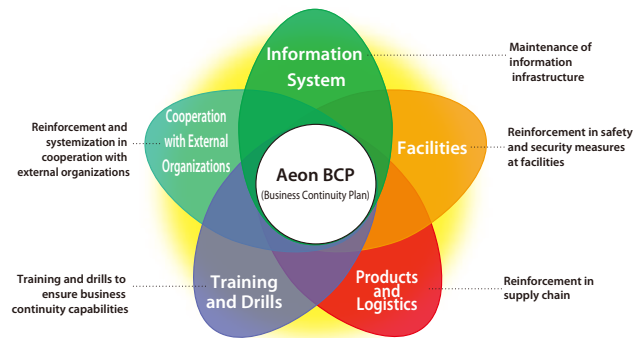 Information
System
Maintenance of
information
infrastructure
Cooperation
with External
Organizations
Reinforcement and
systemization in
cooperation with
external organizations
Facilities
Reinforcement in safety
and security measures
at facilities
Aeon BCP
(Business Continuity Plan)
Training
and Drills
Training and drills to
ensure business
continuity capabilities
Products
and
Logistics
Reinforcement in
supply chain